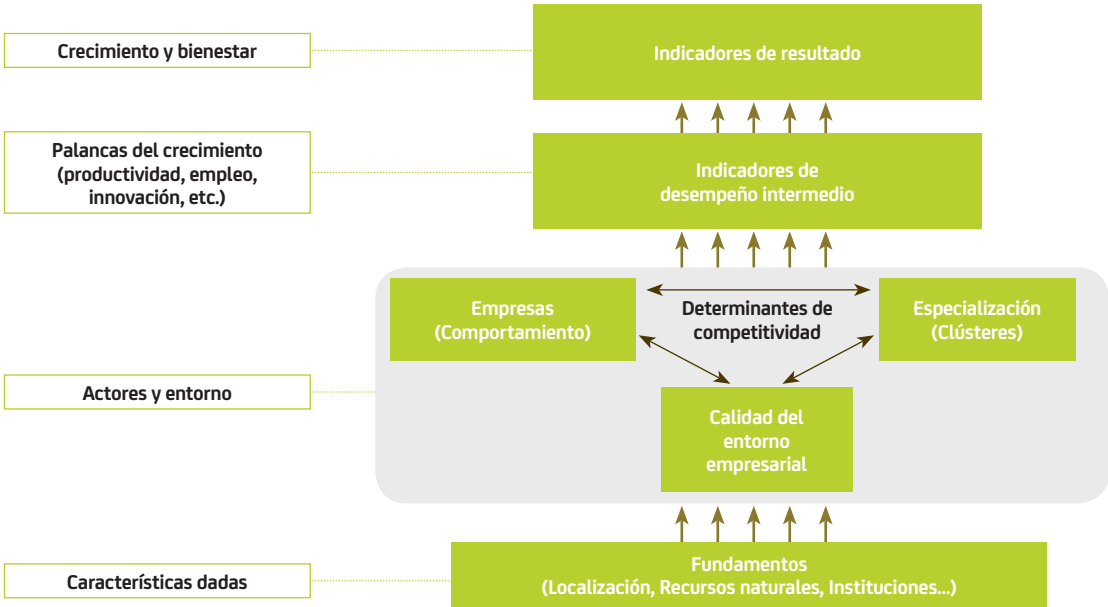 Crecimiento y bienestar
Indicadores de resultado
Palancas del crecimiento
(productividad, empleo,
innovación, etc.)
Indicadores de
desempeño intermedio
Empresas
(Comportamiento)
Determinantes de
competitividad
Especialización
(Clústeres)
Actores y entorno
Calidad del
entorno
empresarial
Características dadas
Fundamentos
(Localización, Recursos naturales, Instituciones...)